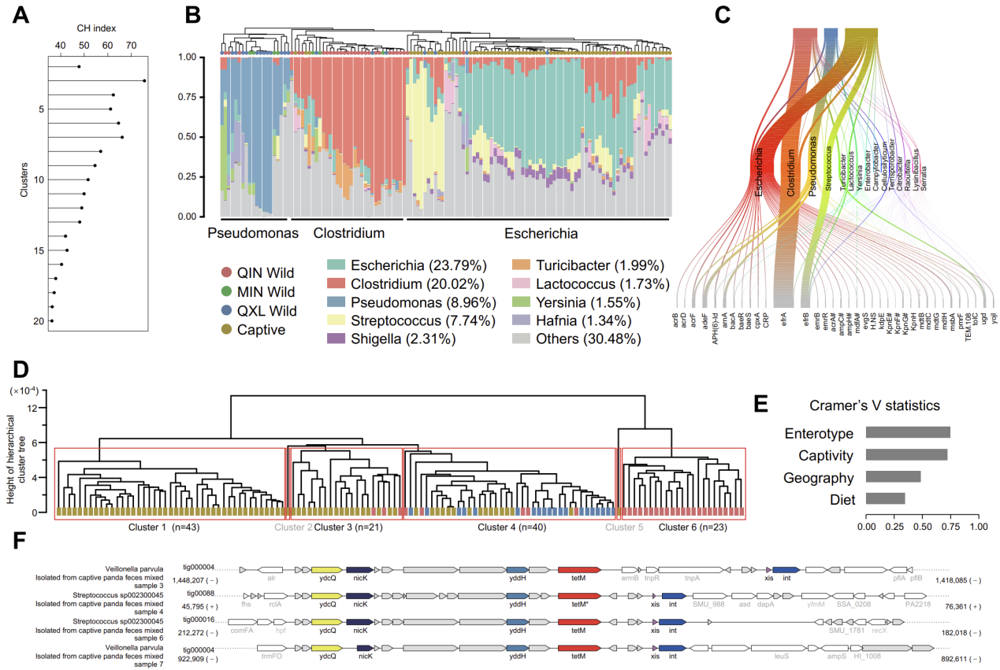 A
CH index
40 50 60 70
Clusters
5
10
15
20
B
1.00
0.75
0.50
0.25
0.00
Pseudomonas Clostridium Escherichia
QIN Wild
MIN Wild
QXL Wild
Captive
Escherichia (23.79%)
Clostridium (20.02%)
Pseudomonas (8.96%)
Streptococcus (7.74%)
Shigella (2.31%)
Turicibacter (1.99%)
Lactococcus (1.73%)
Yersinia (1.55%)
Hafnia (1.34%)
Others (30.48%)
C
Escherichia
Clostridium
Pseudomonas
Streptococcus
Turicibacter
Lactococcus
Yersinia
Enterobacter
Campylobacter
Cellulosilyticum
Terrisporobacter
Citrobacter
Raoultella
Lysinibacillus
Serratia
acrB
acrD
acrF
adeF
APH(6)-Id
arnA
bacA
baeR
baeS
cpxA
CRP
efrA
efrB
emrB
emrR
acrA#
ampC#
ampH#
mdfA#
evgS
H.NS
KdpE
KpnE#
KpnF#
KpnG#
KpnH
mdtB
mdtC
mdtG
mdtH
msbA
pmrF
TEM.108
tolC
ugd
yojI
D
(×10⁻⁴)
Height of hierarchical
cluster tree
12
6
4
0
Cluster 1 (n=43) Cluster 2 Cluster 3 (n=21) Cluster 4 (n=40) Cluster 5 Cluster 6 (n=23)
E
Cramer's V statistics
Enterotype
Captivity
Geography
Diet
0.00 0.25 0.50 0.75 1.00
F
Veillonella parvula
Isolated from captive panda feces mixed
sample 3
tig000004
1,448,207 (−)
alr ydcQ nicK yddH tetM ermB tnpR tnpA xis int pflA pflB
1,418,085 (−)
Streptococcus sp002300045
Isolated from captive panda feces mixed
sample 4
tig00088
45,795 (+)
fhs rclA ydcQ nicK yddH tetM* xis int SMU_988 asd dapA yfmM SSA_0208 PA2218
76,361 (+)
Streptococcus sp002300045
Isolated from captive panda feces mixed
sample 6
tig000016
212,272 (−)
comFA hpf ydcQ nicK yddH tetM xis int SMU_1781 recX
182,018 (−)
Veillonella parvula
Isolated from captive panda feces mixed
sample 7
tig000004
922,909 (−)
trmFO ydcQ nicK yddH tetM xis int leuS ampS HI_1008
892,611 (−)